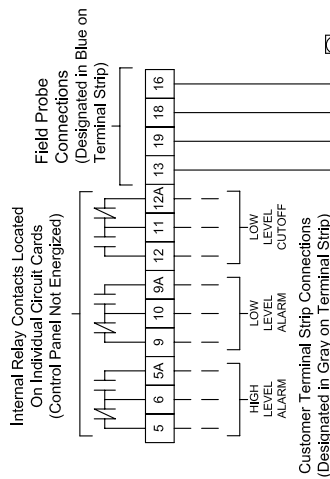 Internal Relay Contacts Located
On Individual Circuit Cards
(Control Panel Not Energized)
Field Probe
Connections
(Designated in Blue on
Terminal Strip)
5
6
5A
9
10
9A
12
11
12A
13
19
18
16
HIGH
LEVEL
ALARM
LOW
LEVEL
ALARM
LOW
LEVEL
CUTOFF
Customer Terminal Strip Connections
(Designated in Gray on Terminal Strip)